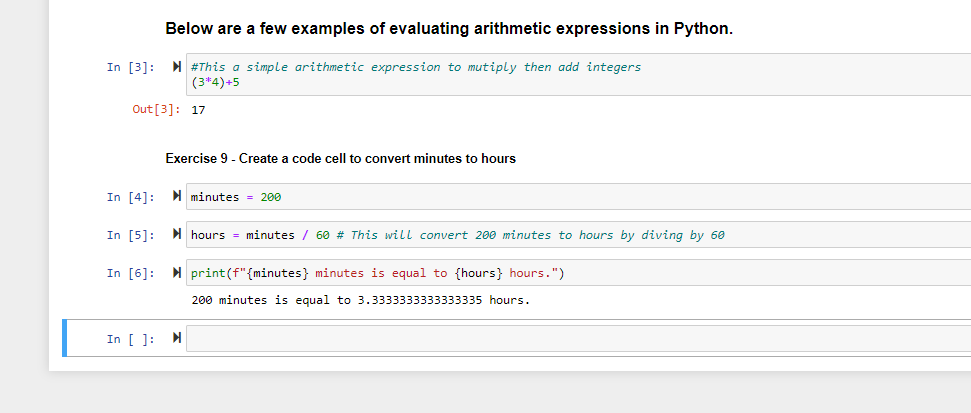 Below are a few examples of evaluating arithmetic expressions in Python.
In [3]: #This a simple arithmetic expression to mutiply then add integers
(3*4)+5
Out[3]: 17
Exercise 9 - Create a code cell to convert minutes to hours
In [4]: minutes = 200
In [5]: hours = minutes / 60 # This will convert 200 minutes to hours by diving by 60
In [6]: print(f"{minutes} minutes is equal to {hours} hours.")
200 minutes is equal to 3.3333333333333335 hours.
In [ ]: